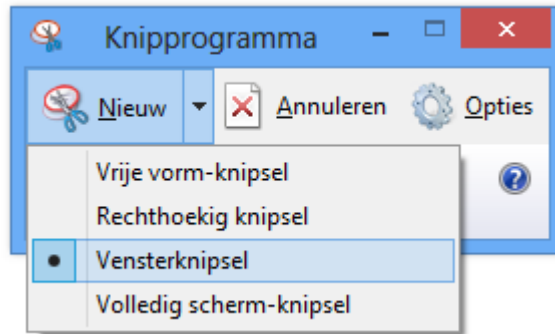 Knipprogramma
Nieuw Annuleren Opties
Vrije vorm-knipsel
Rechthoekig knipsel
Vensterknipsel
Volledig scherm-knipsel